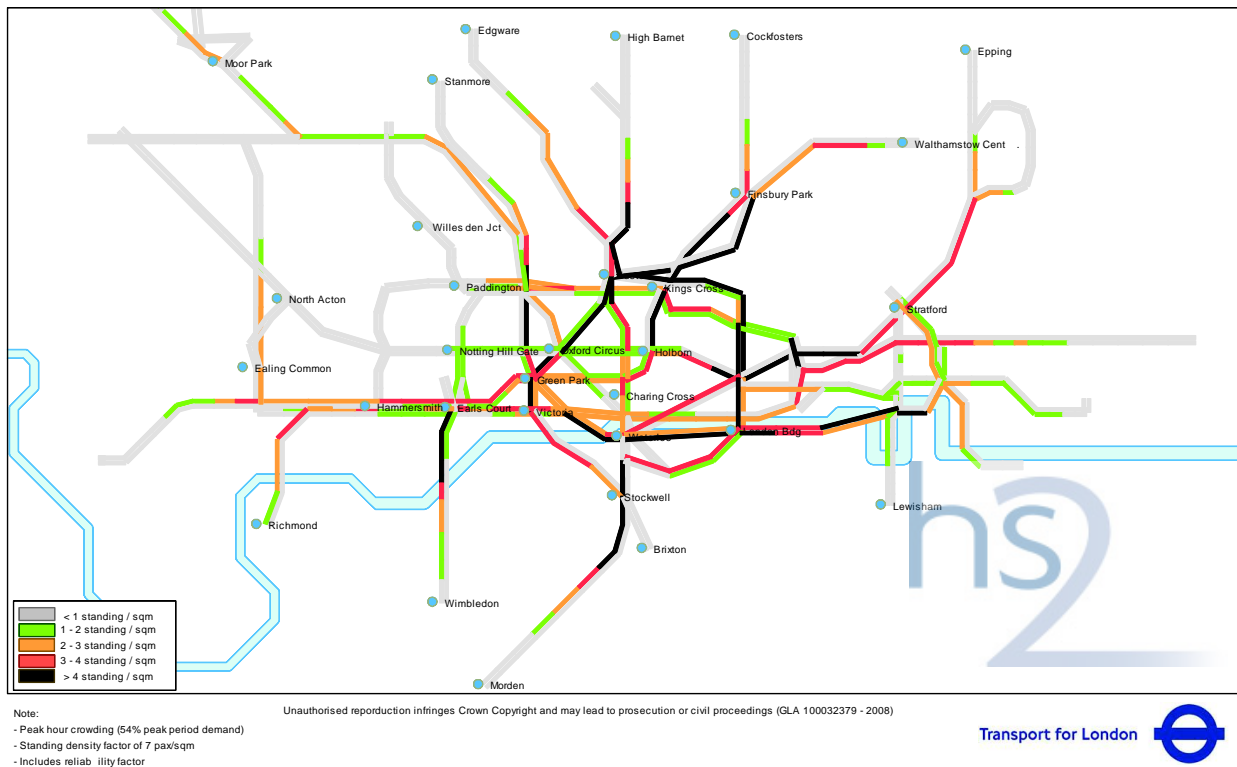 Edgware
High Barnet
Cockfosters
Epping
Moor Park
Stanmore
Walthamstow Cent .
Finsbury Park
Willes den Jct
Paddington
Kings Cross
North Acton
Stratford
Notting Hill Gate
Oxford Circus
Holborn
Ealing Common
Green Park
Charing Cross
Hammersmith
Earls Court
Victoria
Waterloo
London Bdg
Stockwell
Lewisham
Richmond
Brixton
Wimbledon
Morden
hs2
< 1 standing / sqm
1 - 2 standing / sqm
2 - 3 standing / sqm
3 - 4 standing / sqm
> 4 standing / sqm
Note:
- Peak hour crowding (54% peak period demand)
- Standing density factor of 7 pax/sqm
- Includes reliab ility factor
Unauthorised reporduction infringes Crown Copyright and may lead to prosecution or civil proceedings (GLA 100032379 - 2008)
Transport for London